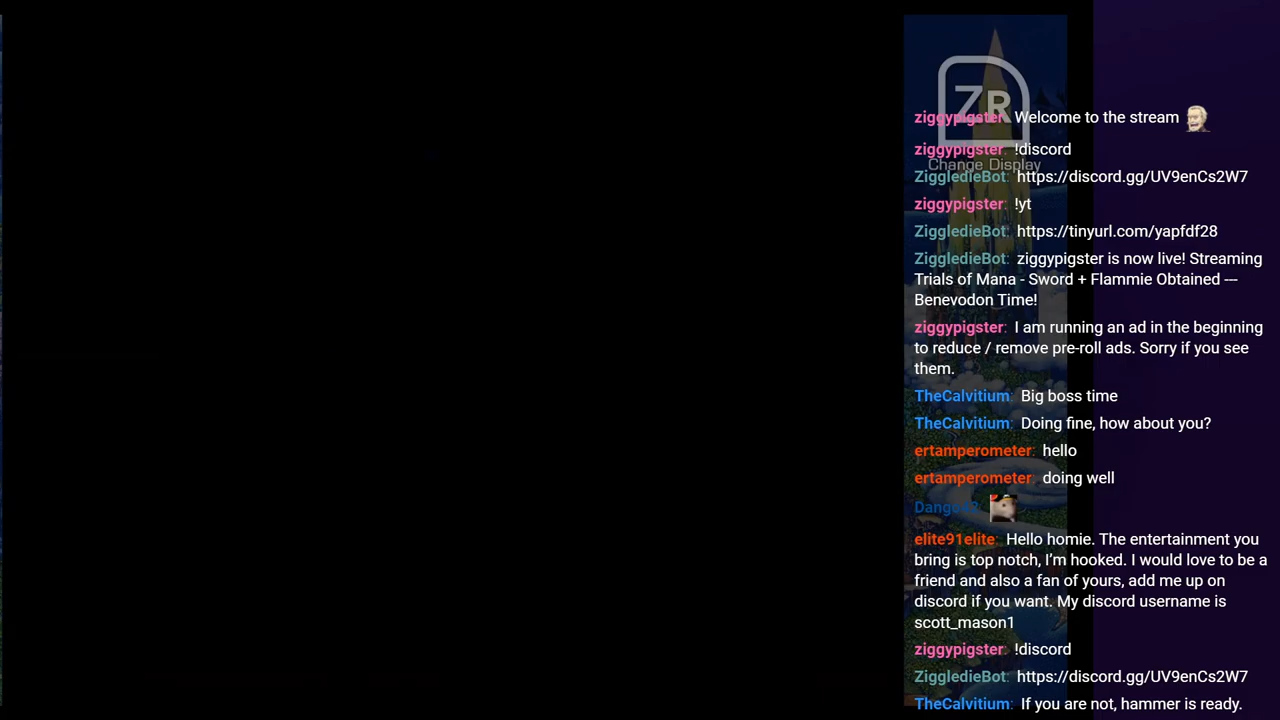 ZR
Change Display
ziggypigster: Welcome to the stream
ziggypigster: !discord
ZiggledieBot: https://discord.gg/UV9enCs2W7
ziggypigster: !yt
ZiggledieBot: https://tinyurl.com/yapfdf28
ZiggledieBot: ziggypigster is now live! Streaming
Trials of Mana - Sword + Flammie Obtained ---
Benevodon Time!
ziggypigster: I am running an ad in the beginning
to reduce / remove pre-roll ads. Sorry if you see
them.
TheCalvitium: Big boss time
TheCalvitium: Doing fine, how about you?
ertamperometer: hello
ertamperometer: doing well
elite91elite: Hello homie. The entertainment you
bring is top notch, I’m hooked. I would love to be a
friend and also a fan of yours, add me up on
discord if you want. My discord username is
scott_mason1
ziggypigster: !discord
ZiggledieBot: https://discord.gg/UV9enCs2W7
TheCalvitium: If you are not, hammer is ready.